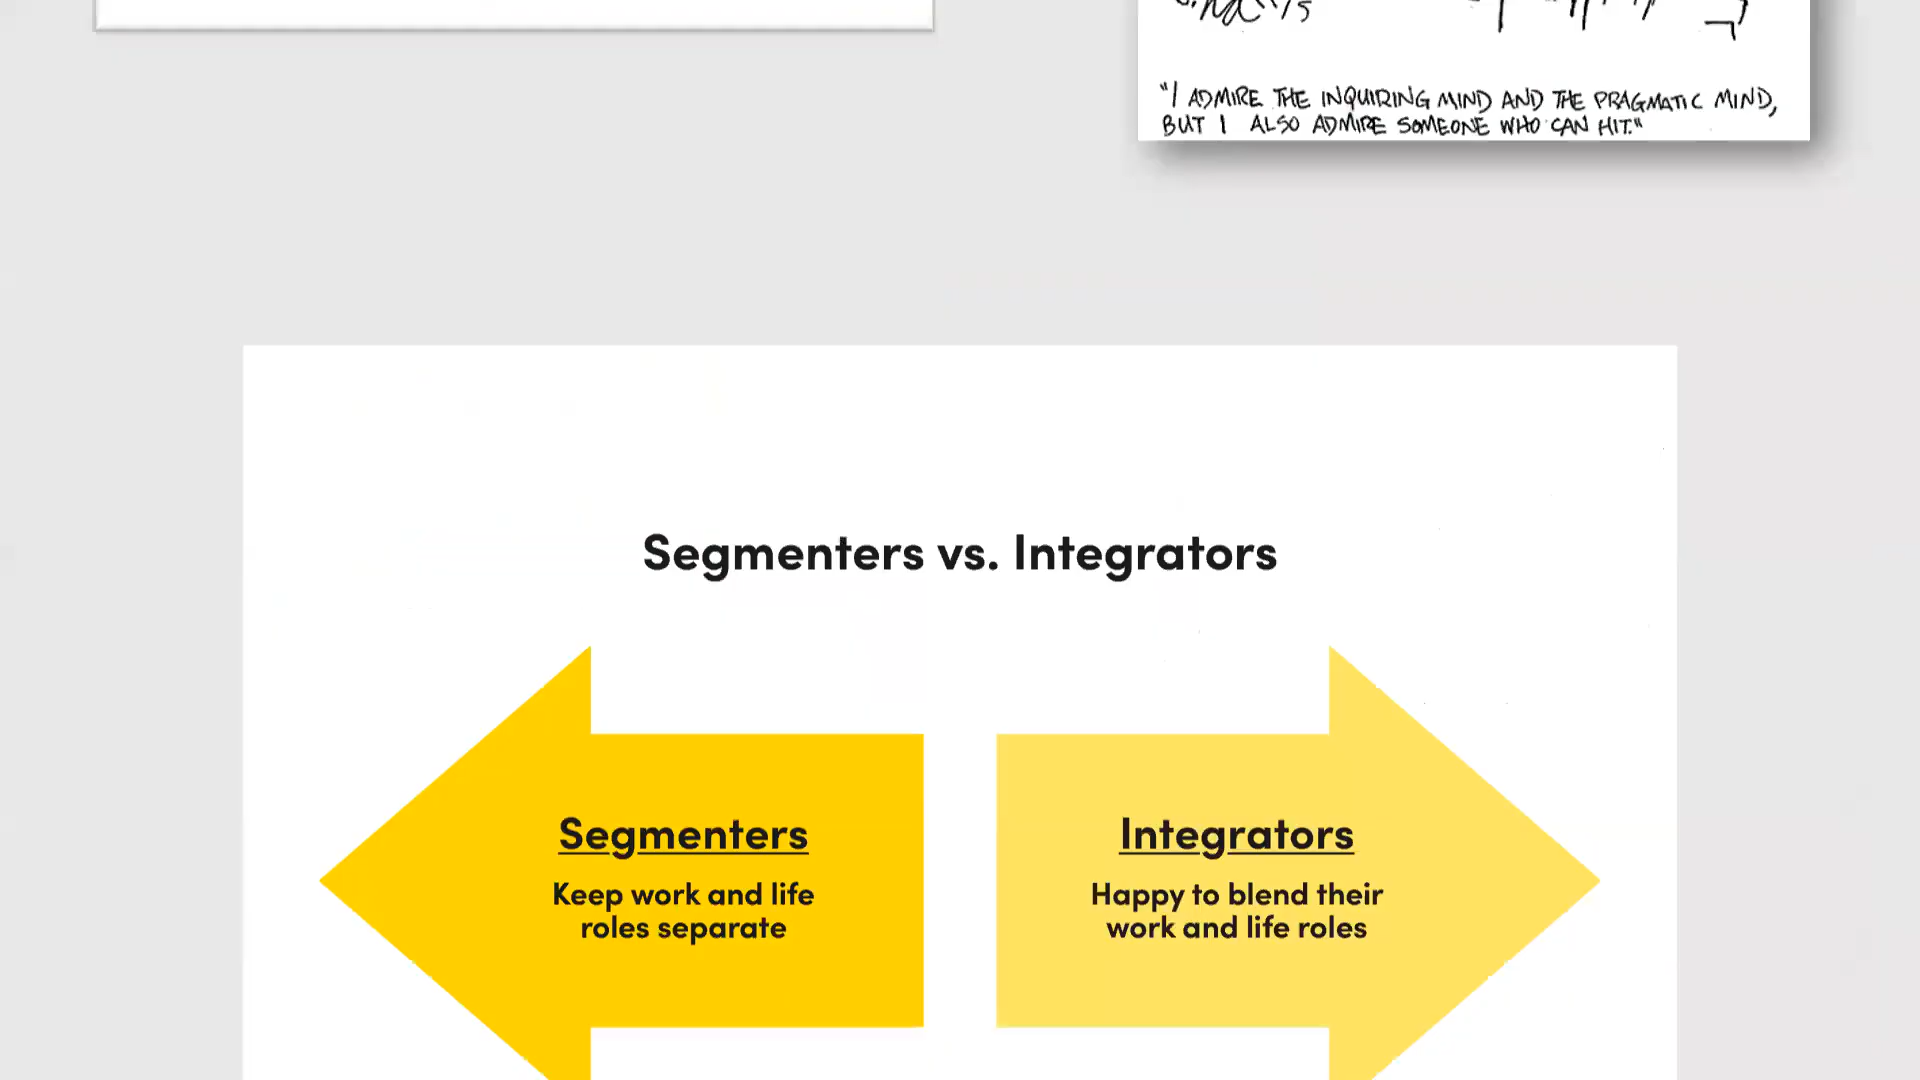 "I ADMIRE THE INQUIRING MIND AND THE PRAGMATIC MIND,
BUT I ALSO ADMIRE SOMEONE WHO CAN HIT."
Segmenters vs. Integrators
Segmenters
Keep work and life
roles separate
Integrators
Happy to blend their
work and life roles